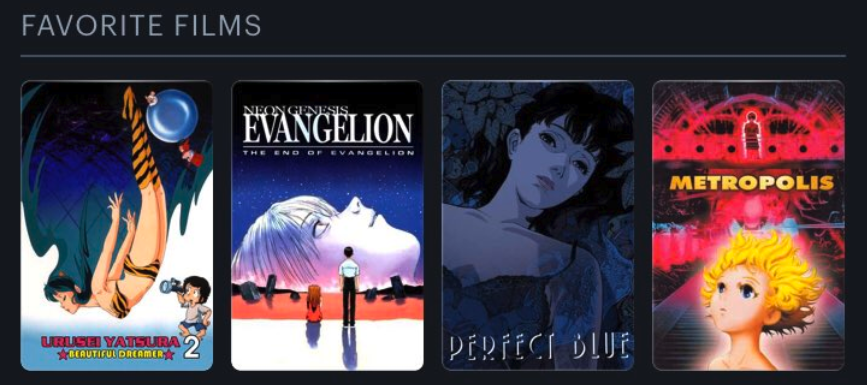 FAVORITE FILMS
URUSEI YATSURA
★BEAUTIFUL DREAMER★ 2
NEON GENESIS
EVANGELION
THE END OF EVANGELION
PERFECT BLUE
METROPOLIS